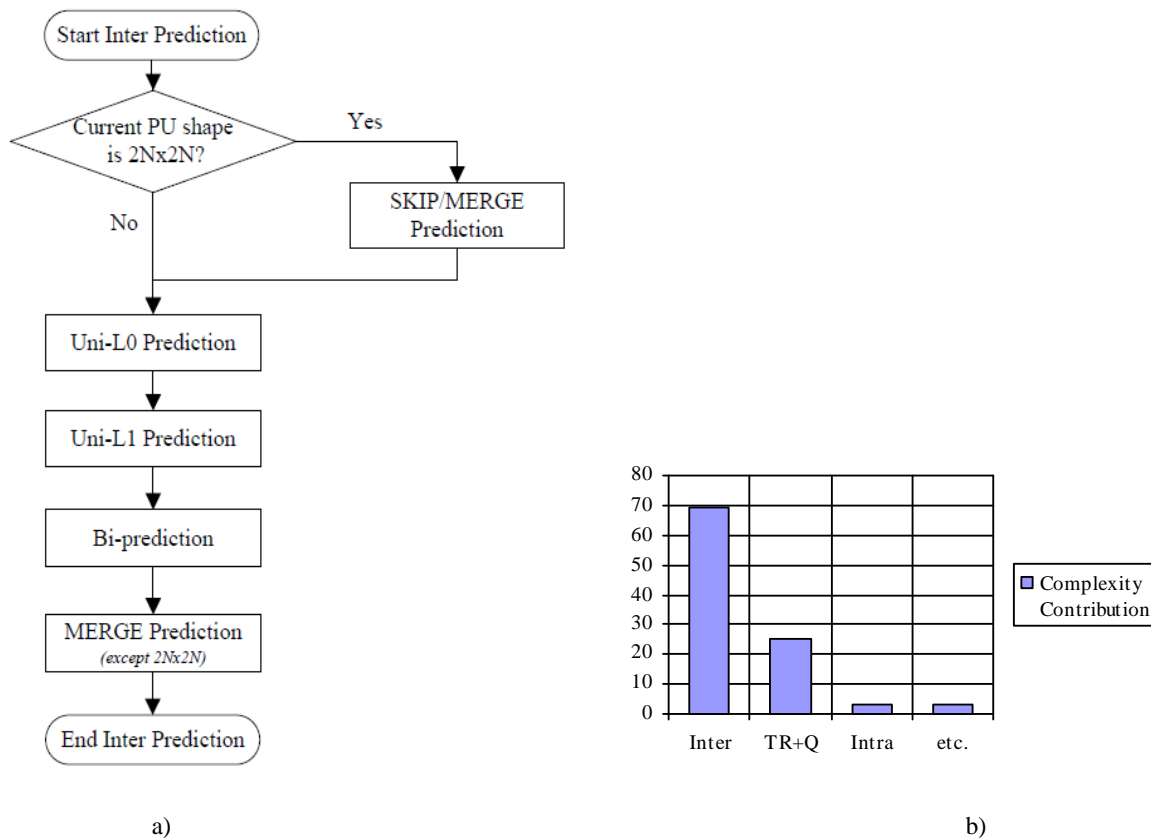 Start Inter Prediction
Current PU shape
is 2Nx2N?
Yes
No
SKIP/MERGE
Prediction
Uni-L0 Prediction
Uni-L1 Prediction
Bi-prediction
MERGE Prediction
(except 2Nx2N)
End Inter Prediction
a)
80
70
60
50
40
30
20
10
0
Inter TR+Q Intra etc.
Complexity
Contribution
b)